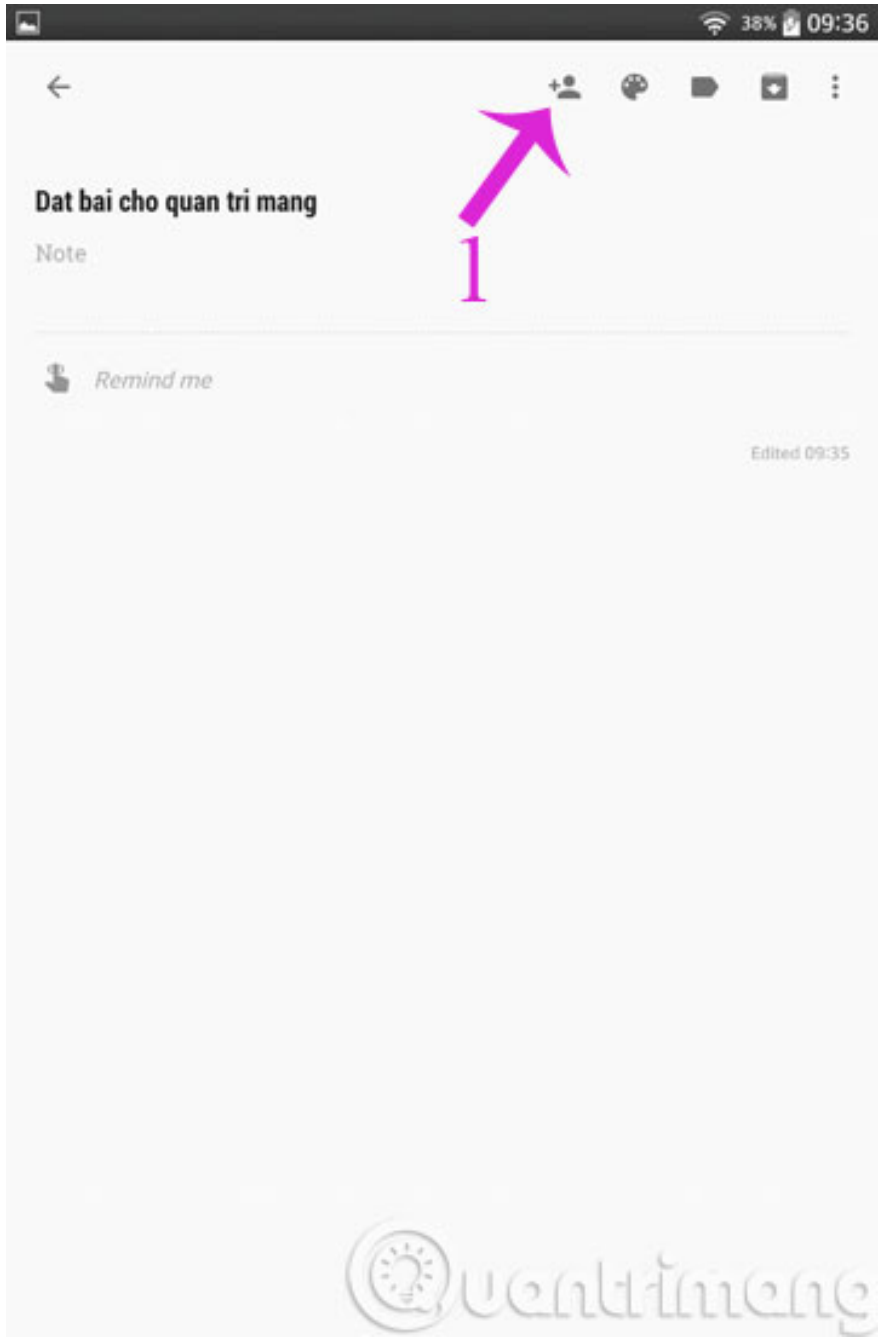 38% 09:36
Dat bai cho quan tri mang
1
Note
Remind me
Edited 09:35
Quantrimang